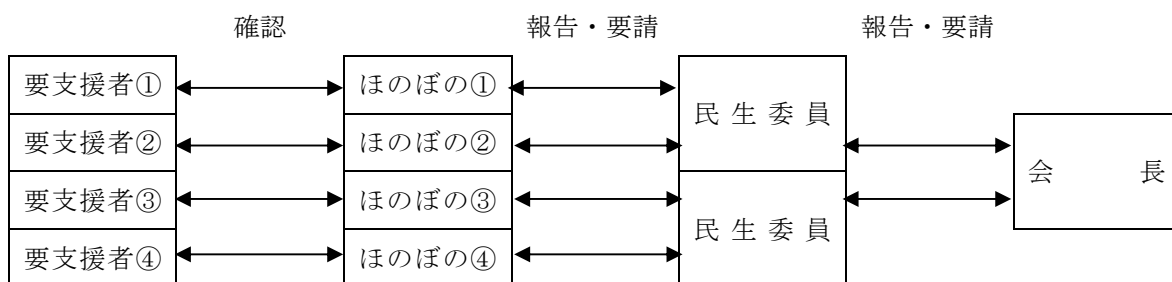 確認 報告・要請 報告・要請
要支援者① ほのぼの① 民生委員
要支援者② ほのぼの②
会長
要支援者③ ほのぼの③ 民生委員
要支援者④ ほのぼの④